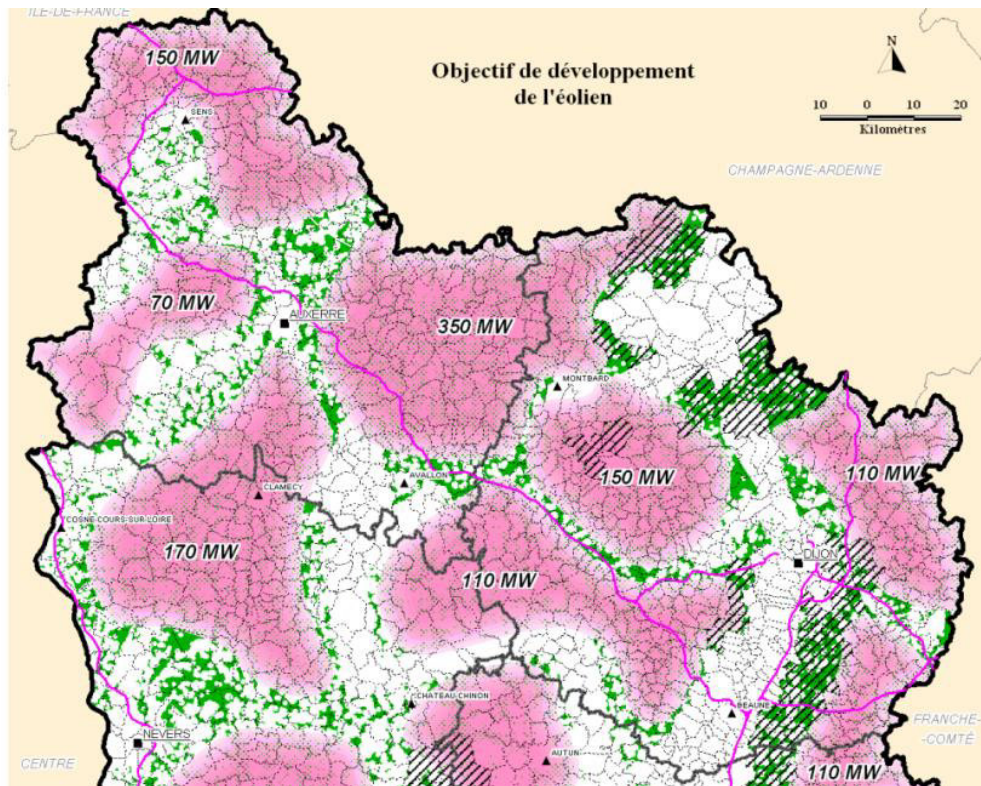 ILE-DE-FRANCE
150 MW
Objectif de développement
de l'éolien
N
10 0 10 20
Kilomètres
SENS
CHAMPAGNE-ARDENNE
70 MW
AUXERRE
350 MW
MONTBARD
150 MW
110 MW
AVALLON
CLAMECY
COSNE-COURS-SUR-LOIRE
170 MW
DIJON
110 MW
CHATEAU-CHINON
BEAUNE
FRANCHE-
-COMTÉ
NEVERS
CENTRE
AUTUN
110 MW